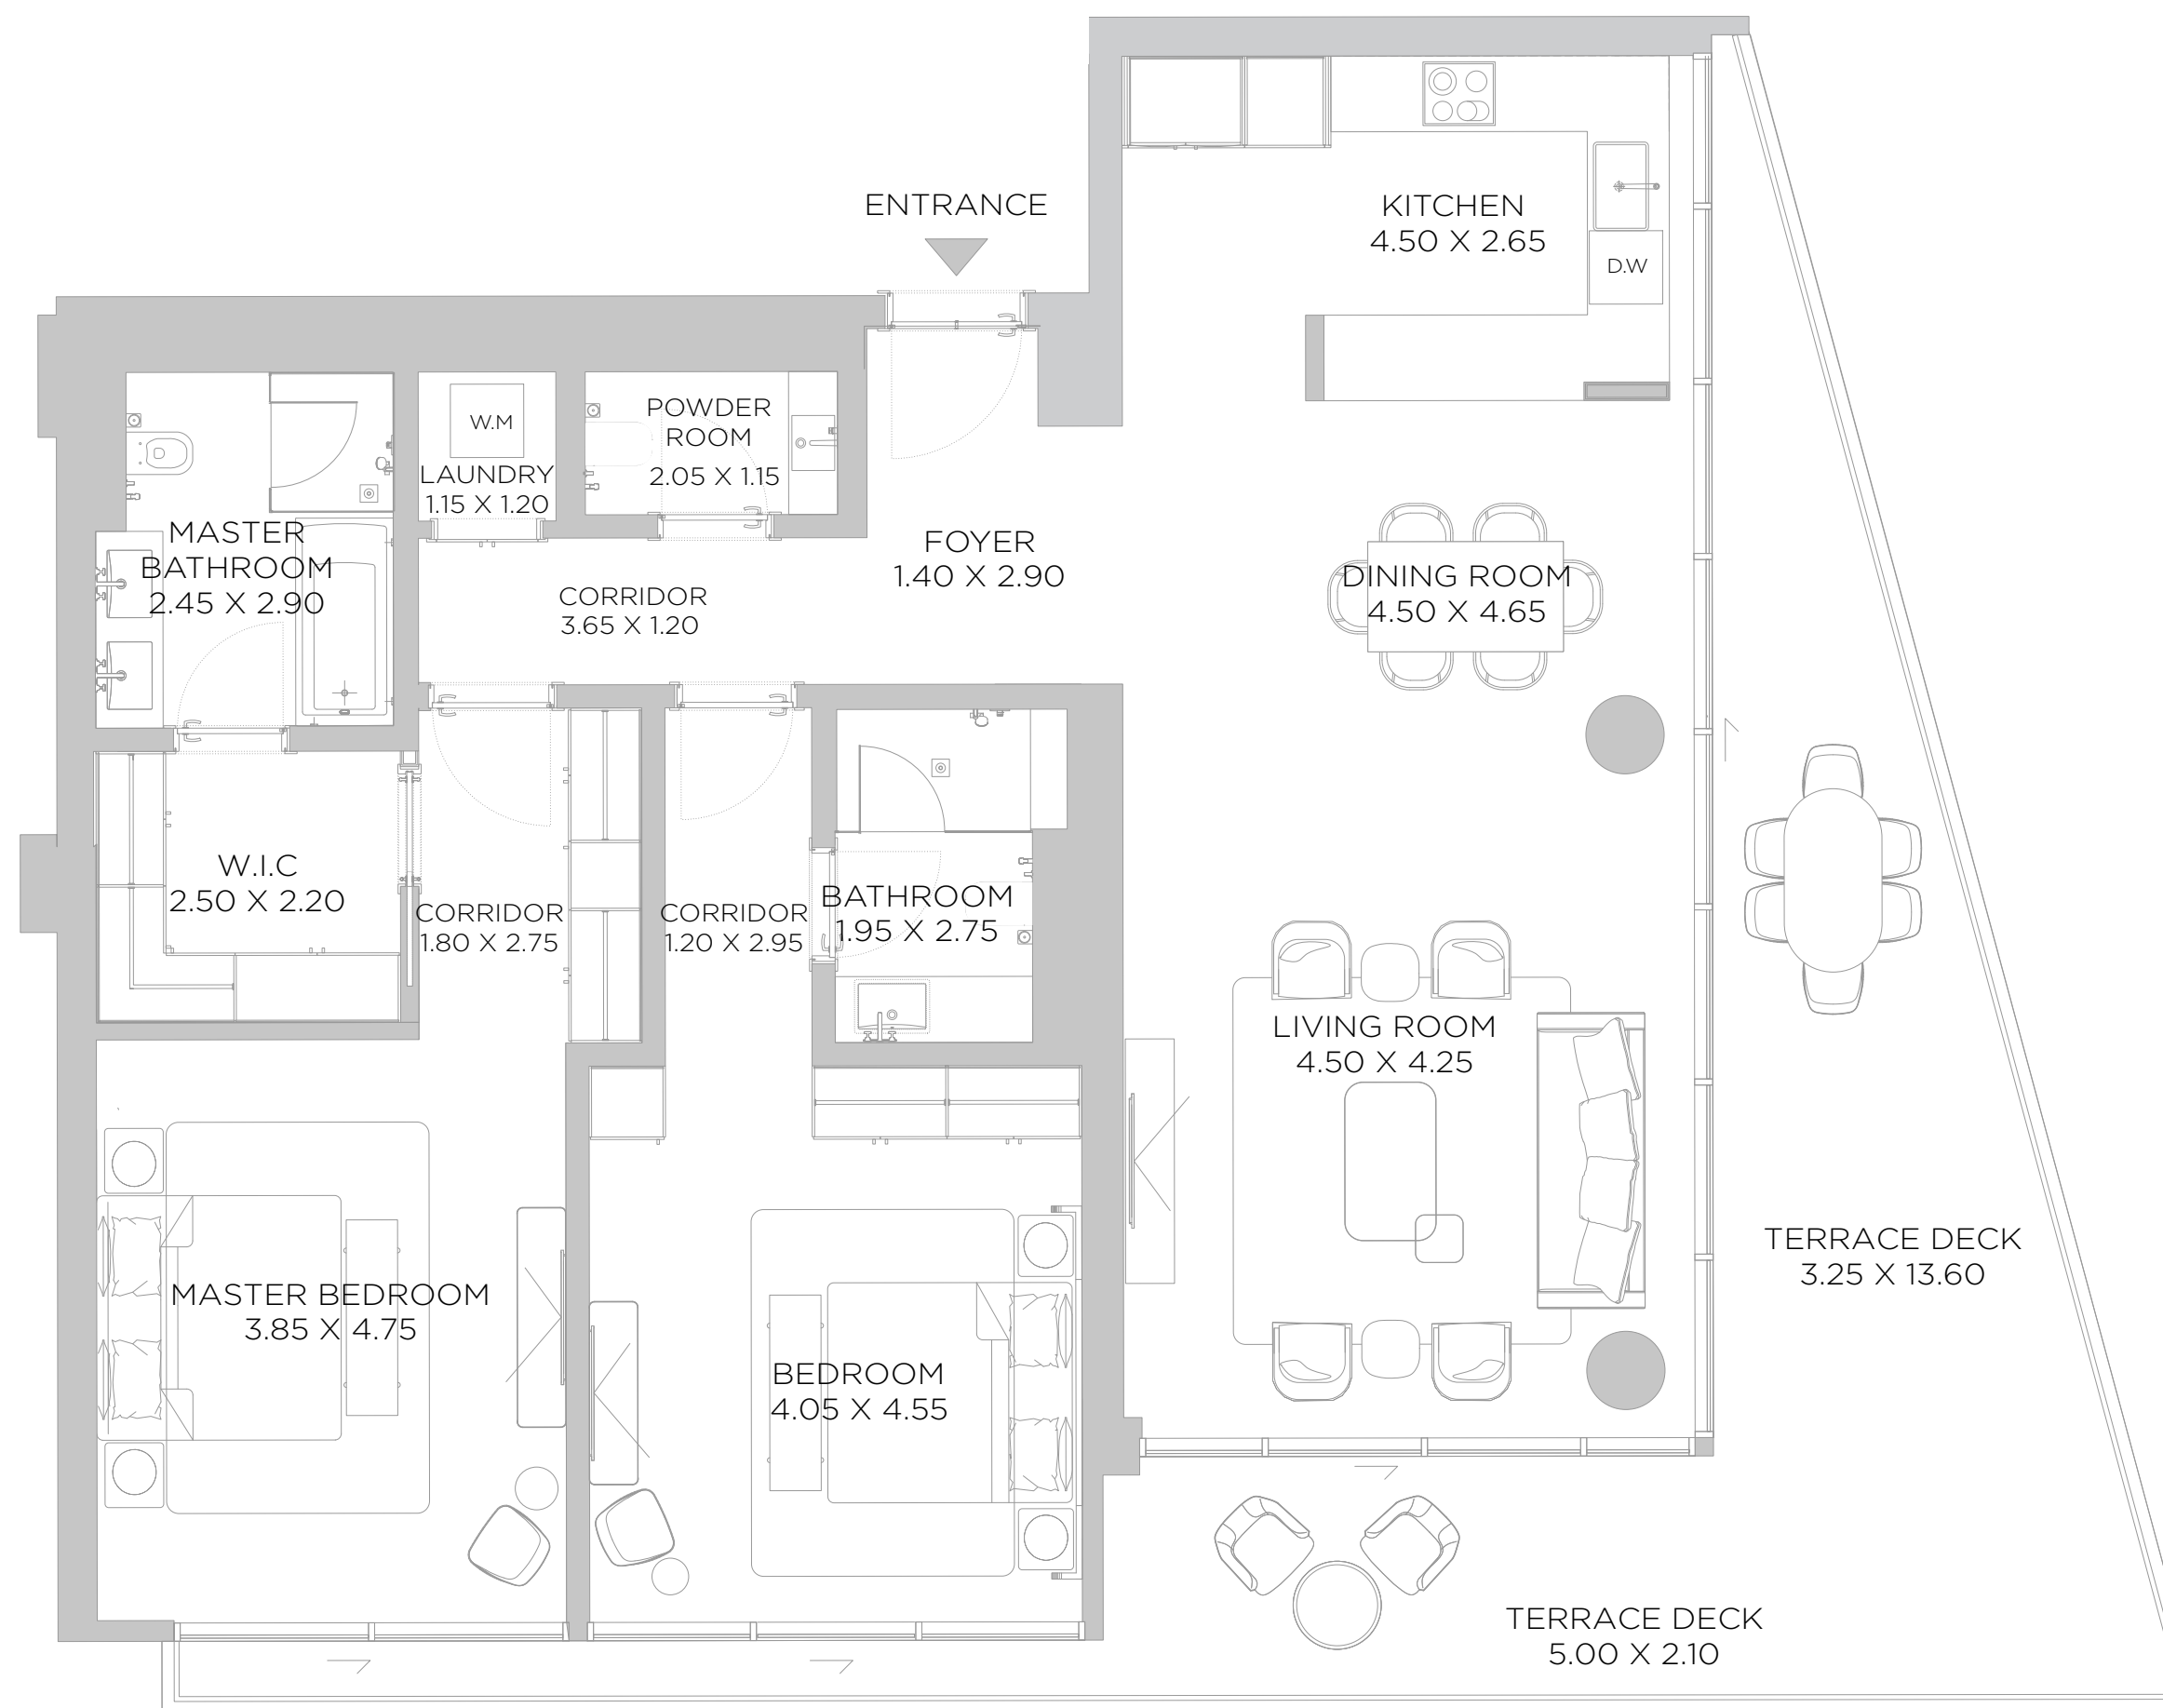 ENTRANCE
KITCHEN
4.50 X 2.65
D.W
W.M
LAUNDRY
1.15 X 1.20
POWDER
ROOM
2.05 X 1.15
MASTER
BATHROOM
2.45 X 2.90
FOYER
1.40 X 2.90
CORRIDOR
3.65 X 1.20
DINING ROOM
4.50 X 4.65
W.I.C
2.50 X 2.20
CORRIDOR
1.80 X 2.75
CORRIDOR
1.20 X 2.95
BATHROOM
1.95 X 2.75
LIVING ROOM
4.50 X 4.25
TERRACE DECK
3.25 X 13.60
MASTER BEDROOM
3.85 X 4.75
BEDROOM
4.05 X 4.55
TERRACE DECK
5.00 X 2.10